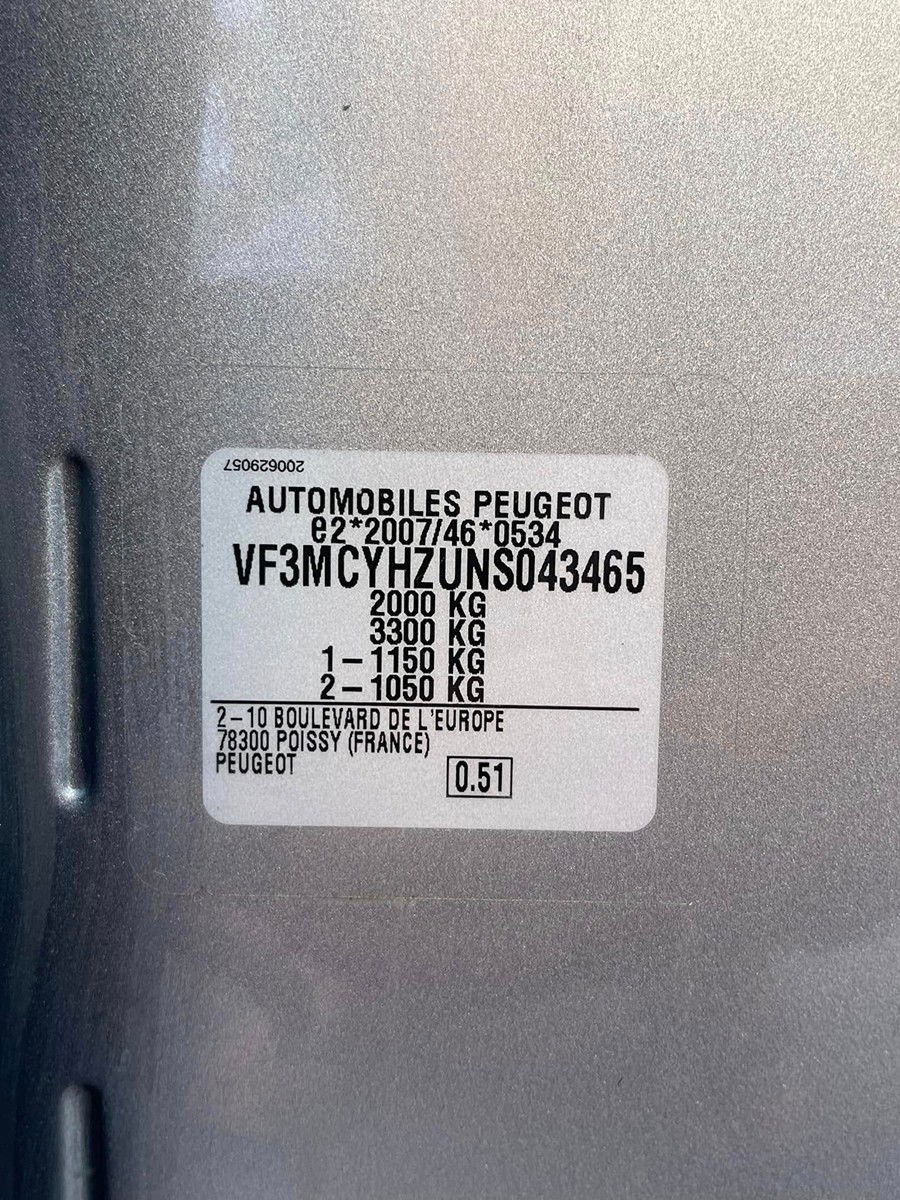 200629057
AUTOMOBILES PEUGEOT
e2*2007/46*0534
VF3MCYHZUNS043465
2000 KG
3300 KG
1-1150 KG
2-1050 KG
2-10 BOULEVARD DE L'EUROPE
78300 POISSY (FRANCE)
PEUGEOT
0.51